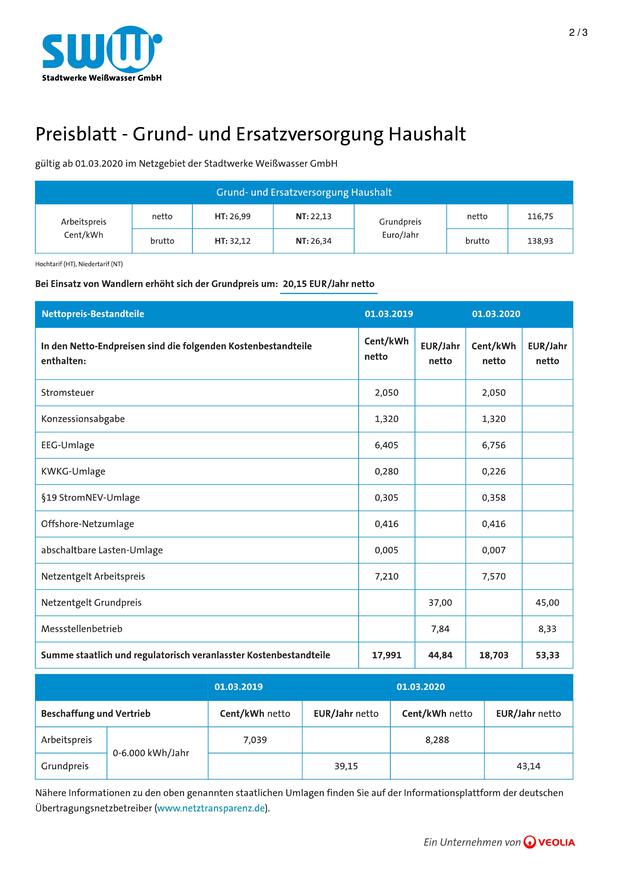 2 / 3
sww
Stadtwerke Weißwasser GmbH
Preisblatt - Grund- und Ersatzversorgung Haushalt
gültig ab 01.03.2020 im Netzgebiet der Stadtwerke Weißwasser GmbH
Grund- und Ersatzversorgung Haushalt
Arbeitspreis Cent/kWh netto HT: 26,99 NT: 22,13 Grundpreis Euro/Jahr netto 116,75
brutto HT: 32,12 NT: 26,34 brutto 138,93
Hochtarif (HT), Niedertarif (NT)
Bei Einsatz von Wandlern erhöht sich der Grundpreis um: 20,15 EUR/Jahr netto
Nettopreis-Bestandteile 01.03.2019 01.03.2020
In den Netto-Endpreisen sind die folgenden Kostenbestandteile
enthalten:
Cent/kWh netto EUR/Jahr netto Cent/kWh netto EUR/Jahr netto
Stromsteuer 2,050 2,050
Konzessionsabgabe 1,320 1,320
EEG-Umlage 6,405 6,756
KWKG-Umlage 0,280 0,226
§19 StromNEV-Umlage 0,305 0,358
Offshore-Netzumlage 0,416 0,416
abschaltbare Lasten-Umlage 0,005 0,007
Netzentgelt Arbeitspreis 7,210 7,570
Netzentgelt Grundpreis 37,00 45,00
Messstellenbetrieb 7,84 8,33
Summe staatlich und regulatorisch veranlasster Kostenbestandteile 17,991 44,84 18,703 53,33
01.03.2019 01.03.2020
Beschaffung und Vertrieb Cent/kWh netto EUR/Jahr netto Cent/kWh netto EUR/Jahr netto
Arbeitspreis 0-6.000 kWh/Jahr 7,039 8,288
Grundpreis 39,15 43,14
Nähere Informationen zu den oben genannten staatlichen Umlagen finden Sie auf der Informationsplattform der deutschen
Übertragungsnetzbetreiber (www.netztransparenz.de).
Ein Unternehmen von VEOLIA